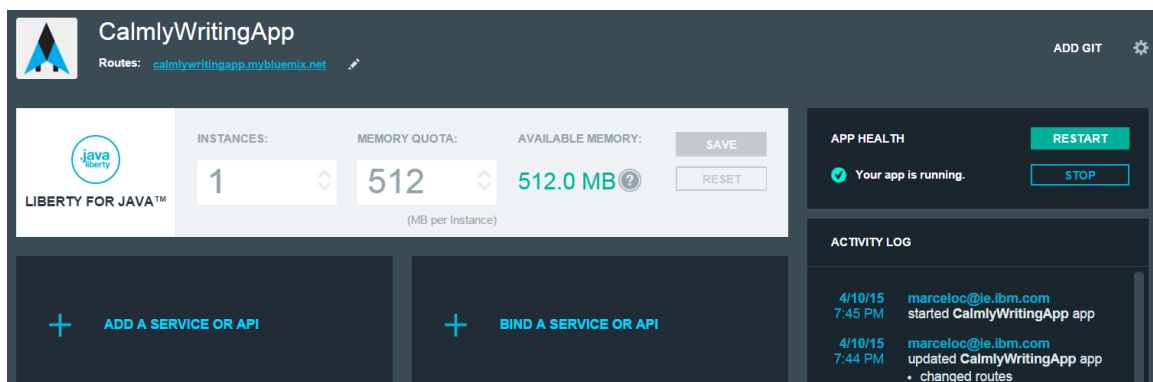 CalmlyWritingApp
Routes: calmlywritingapp.mybluemix.net
ADD GIT
java
liberty
LIBERTY FOR JAVA™
INSTANCES:
1
MEMORY QUOTA:
512
(MB per Instance)
AVAILABLE MEMORY:
512.0 MB ?
SAVE
RESET
APP HEALTH
RESTART
Your app is running.
STOP
ADD A SERVICE OR API
BIND A SERVICE OR API
ACTIVITY LOG
4/10/15 marceloc@ie.ibm.com
7:45 PM started CalmlyWritingApp app
4/10/15 marceloc@ie.ibm.com
7:44 PM updated CalmlyWritingApp app
• changed routes